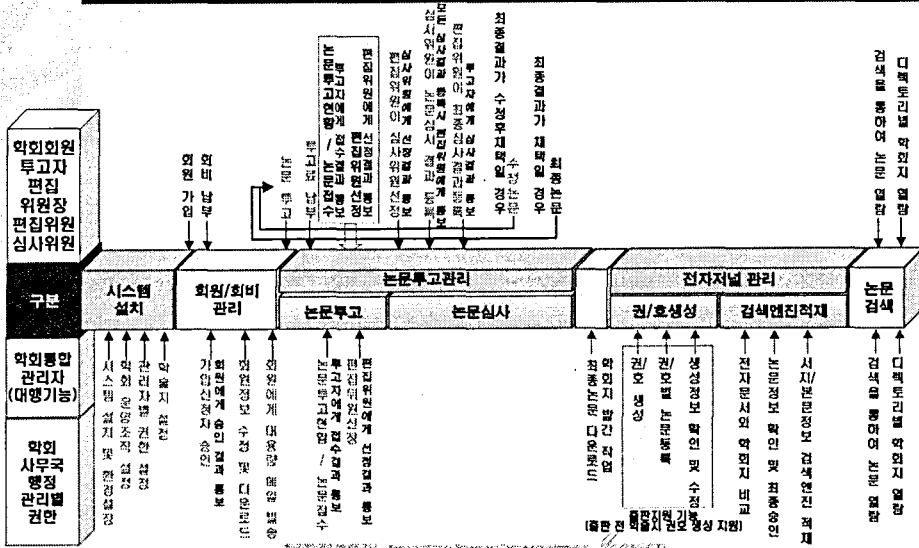 회원 가입
회비 납부
논문 투고
투고료 납부
논문투고현황 / 논문접수
투고자에게 접수결과 통보
편집위원선정
편집위원에게 선정결과 통보
편집위원이 심사위원선정
심사위원에게 선정결과 통보
심사위원이 논문심사 결과 등록
모든 심사결과 등록시 편집위원에게 통보
편집위원이 최종심사결과등록
투고자에게 심사결과 통보
최종결과가 수정후채택일 경우
수정논문
최종결과가 채택일 경우
최종논문
검색을 통하여 논문 열람
디렉토리별 학회지 열람
학회회원
투고자
편집
위원장
편집위원
심사위원
구분
시스템
설치
회원/회비
관리
논문투고관리
논문투고
논문심사
전자저널 관리
권/호생성
검색엔진적재
논문
검색
학회통합
관리자
(대행기능)
학회
사무국
행정
관리별
권한
시스템 설치 및 환경설정
학회 운영조직 설정
관리자별 권한 설정
학술지 설정
가입신청자 승인
회원에게 승인 결과 통보
회원정보 수정 및 다운로드
회원에게 대용량 메일 발송
논문투고현황 / 논문접수
투고자에게 접수결과 통보
편집위원선정
편집위원에게 선정결과 통보
최종논문 다운로드
학회지 발간 작업
권/호 생성
권/호별 논문등록
생성정보 확인 및 수정
출판지원 기능
(출판 전 학술지 권호 생성 지원)
전자문서와 학회지 비교
논문정보 확인 및 최종승인
서지/본문정보 검색엔진 적재
검색을 통하여 논문 열람
디렉토리별 학회지 열람